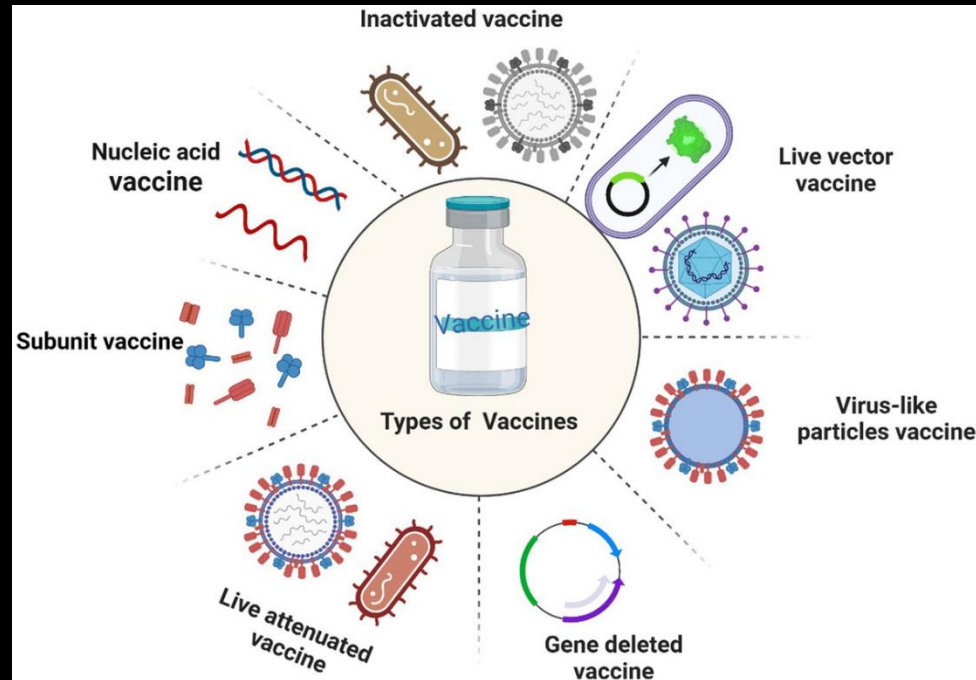 Inactivated vaccine
Nucleic acid
vaccine
Live vector
vaccine
Vaccine
Subunit vaccine
Types of Vaccines
Virus-like
particles vaccine
Live attenuated
vaccine
Gene deleted
vaccine